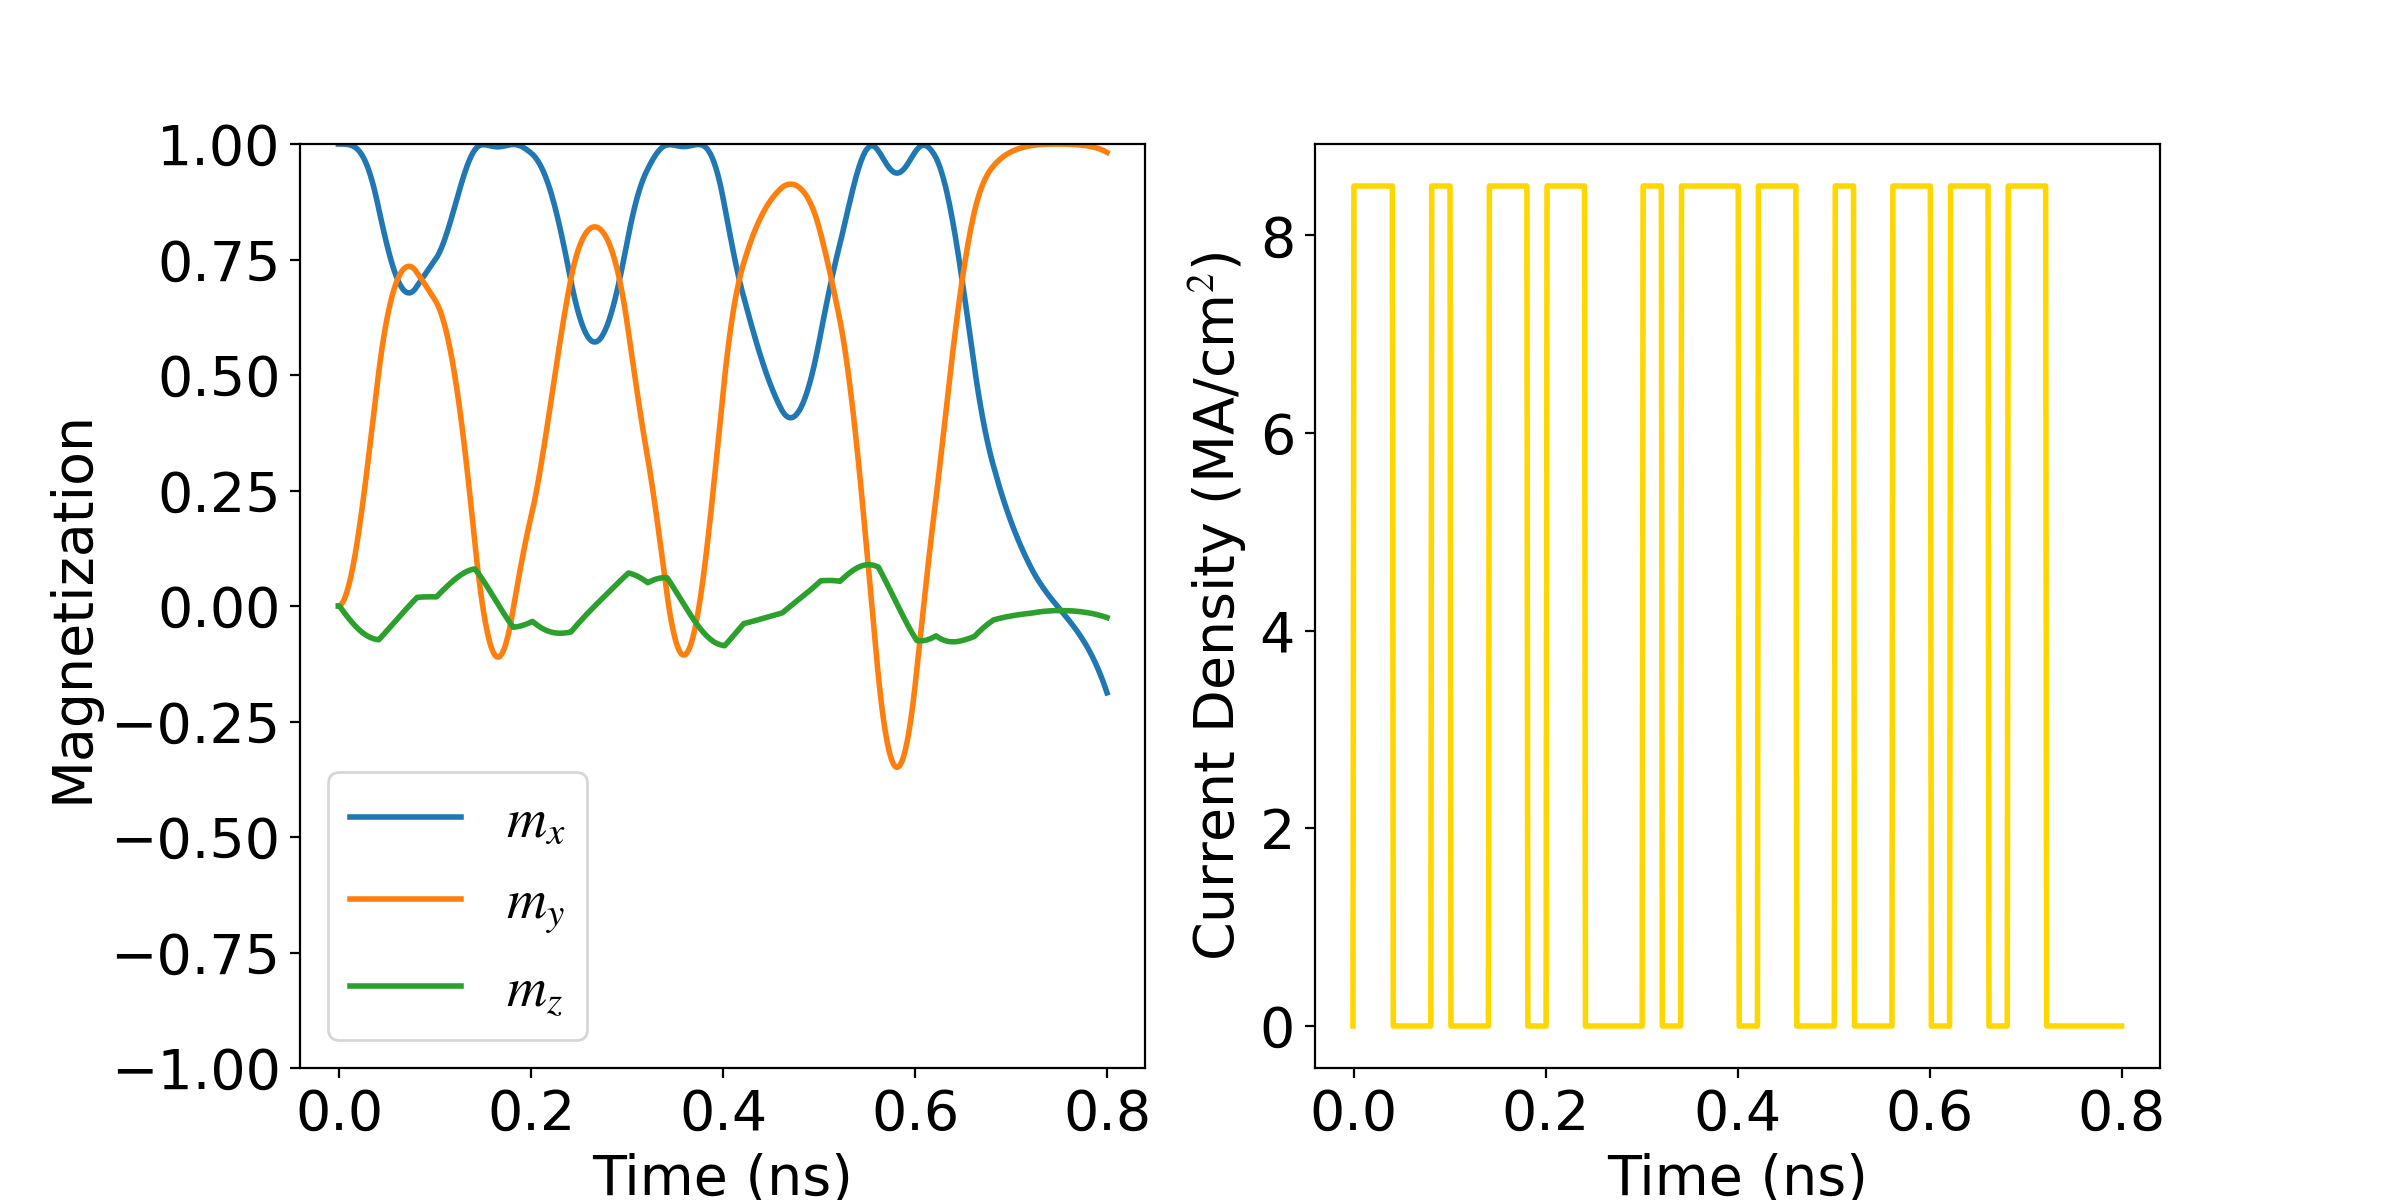 Magnetization
1.00
0.75
0.50
0.25
0.00
−0.25
−0.50
−0.75
−1.00
m_x
m_y
m_z
0.0 0.2 0.4 0.6 0.8
Time (ns)
Current Density (MA/cm²)
8
6
4
2
0
0.0 0.2 0.4 0.6 0.8
Time (ns)